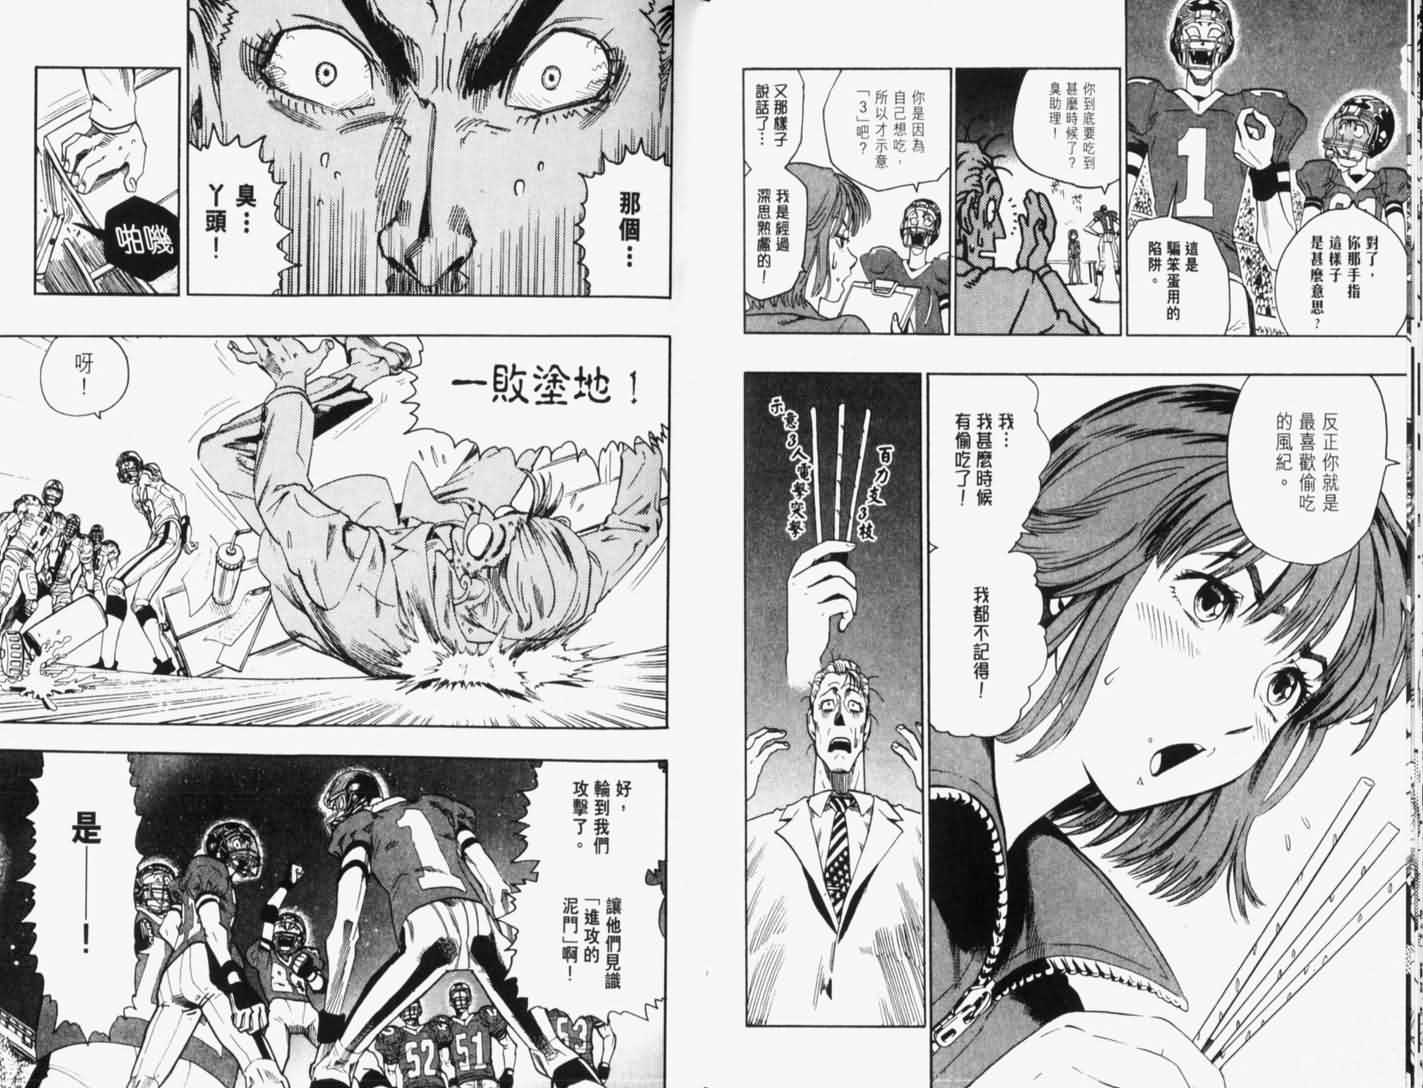 對了，
你那手指
這樣子
是甚麼意思?
這是
騙笨蛋用的
陷阱。
你到底要吃到
甚麼時候了?
臭助理!
你是因為
自己想吃，
所以才示意
「3」吧?
又那樣子
說話了…
我是經過
深思熟慮的!
反正你就是
最喜歡偷吃
的風紀。
我…
我甚麼時候
有偷吃了!
我都不記得!
百力支3枝
示意3人電擊突擊
1
那個…
臭…
丫頭!
啪嘰
一敗塗地!
呀!
好，
輪到我們
攻擊了。
讓他們見識
「進攻的
泥門」啊!
是——!
1
52
51
53